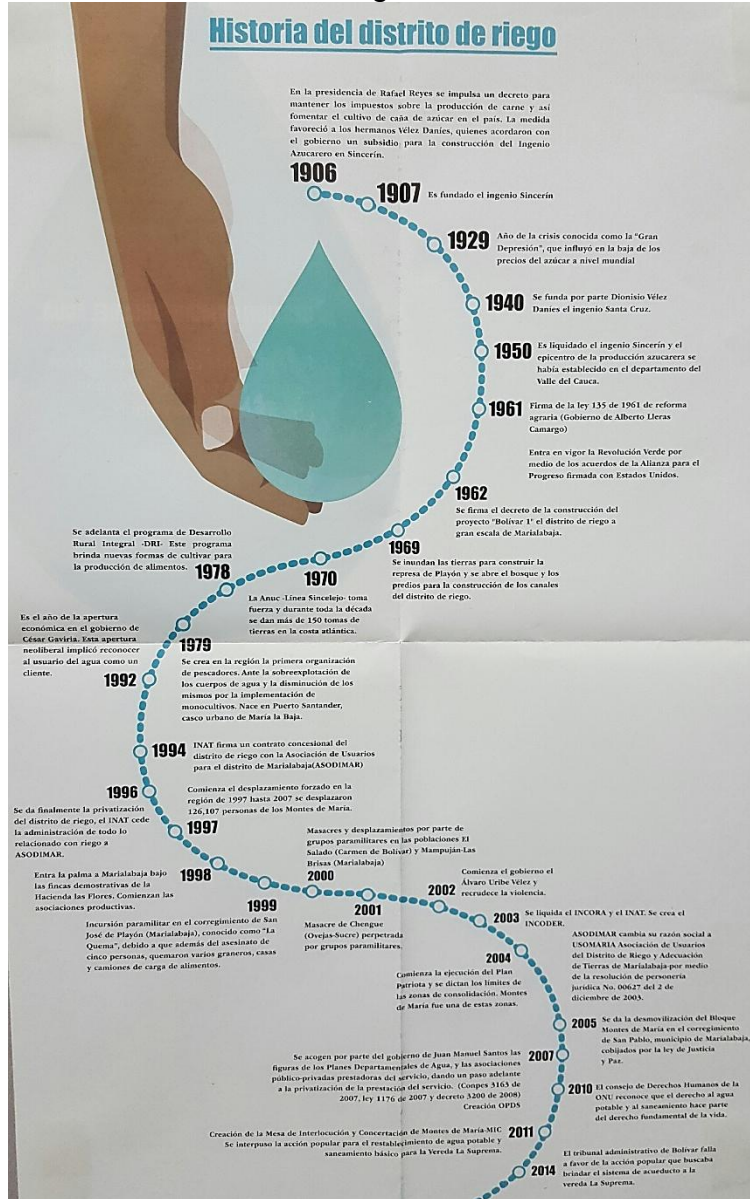 Historia del distrito de riego
En la presidencia de Rafael Reyes se impulsa un decreto para
mantener los impuestos sobre la producción de carne y así
fomentar el cultivo de caña de azúcar en el país. La medida
favoreció a los hermanos Vélez Daníes, quienes acordaron con
el gobierno un subsidio para la construcción del Ingenio
Azucarero en Sincerín.
1906
1907 Es fundado el ingenio Sincerín
1929 Año de la crisis conocida como la "Gran
Depresión", que influyó en la baja de los
precios del azúcar a nivel mundial
1940 Se funda por parte Dionisio Vélez
Daníes el ingenio Santa Cruz.
1950 Es liquidado el ingenio Sincerín y el
epicentro de la producción azucarera se
había establecido en el departamento del
Valle del Cauca.
1961 Firma de la ley 135 de 1961 de reforma
agraria (Gobierno de Alberto Lleras
Camargo)
Entra en vigor la Revolución Verde por
medio de los acuerdos de la Alianza para el
Progreso firmada con Estados Unidos.
1962
Se firma el decreto de la construcción del
proyecto "Bolívar 1" el distrito de riego a
gran escala de Marialabaja.
1969
Se inundan las tierras para construir la
represa de Playón y se abre el bosque y los
predios para la construcción de los canales
del distrito de riego.
1970
La Anuc -Línea Sincelejo- toma
fuerza y durante toda la década
se dan más de 150 tomas de
tierras en la costa atlántica.
Se adelanta el programa de Desarrollo
Rural Integral -DRI- Este programa
brinda nuevas formas de cultivar para
la producción de alimentos. 1978
1979
Se crea en la región la primera organización
de pescadores. Ante la sobreexplotación de
los cuerpos de agua y la disminución de los
mismos por la implementación de
monocultivos. Nace en Puerto Santander,
casco urbano de María la Baja.
Es el año de la apertura
económica en el gobierno de
César Gaviria. Esta apertura
neoliberal implicó reconocer
al usuario del agua como un
cliente.
1992
1994 INAT firma un contrato concesional del
distrito de riego con la Asociación de Usuarios
para el distrito de Marialabaja(ASODIMAR)
1996
Se da finalmente la privatización
del distrito de riego, el INAT cede
la administración de todo lo
relacionado con riego a
ASODIMAR.
Comienza el desplazamiento forzado en la
región de 1997 hasta 2007 se desplazaron
126,107 personas de los Montes de María.
1997
Entra la palma a Marialabaja bajo
las fincas demostrativas de la
Hacienda las Flores. Comienzan las
asociaciones productivas.
1998
1999
Incursión paramilitar en el corregimiento de San
José de Playón (Marialabaja), conocido como "La
Quema", debido a que además del asesinato de
cinco personas, quemaron varios graneros, casas
y camiones de carga de alimentos.
Masacres y desplazamientos por parte de
grupos paramilitares en las poblaciones El
Salado (Carmen de Bolívar) y Mampuján-Las
Brisas (Marialabaja)
2000
2001
Masacre de Chengue
(Ovejas-Sucre) perpetrada
por grupos paramilitares.
2002 Comienza el gobierno el
Álvaro Uribe Vélez y
recrudece la violencia.
2003 Se liquida el INCORA y el INAT. Se crea el
INCODER.
ASODIMAR cambia su razón social a
USOMARIA Asociación de Usuarios
del Distrito de Riego y Adecuación
de Tierras de Marialabaja por medio
de la resolución de personería
jurídica No. 00627 del 2 de
diciembre de 2003.
2004
Comienza la ejecución del Plan
Patriota y se dictan los límites de
las zonas de consolidación. Montes
de María fue una de estas zonas.
2005 Se da la desmovilización del Bloque
Montes de María en el corregimiento
de San Pablo, municipio de Marialabaja,
cobijados por la ley de Justicia
y Paz.
Se acogen por parte del gobierno de Juan Manuel Santos las
figuras de los Planes Departamentales de Agua, y las asociaciones
público-privadas prestadoras del servicio, dando un paso adelante
a la privatización de la prestación del servicio. (Conpes 3163 de
2007, ley 1176 de 2007 y decreto 3200 de 2008)
Creación OPDS
2007
2010 El consejo de Derechos Humanos de la
ONU reconoce que el derecho al agua
potable y al saneamiento hace parte
del derecho fundamental de la vida.
Creación de la Mesa de Interlocución y Concertación de Montes de María-MIC
Se interpuso la acción popular para el restablecimiento de agua potable y
saneamiento básico para la Vereda La Suprema.
2011
2014 El tribunal administrativo de Bolívar falla
a favor de la acción popular que buscaba
brindar el sistema de acueducto a la
vereda La Suprema.